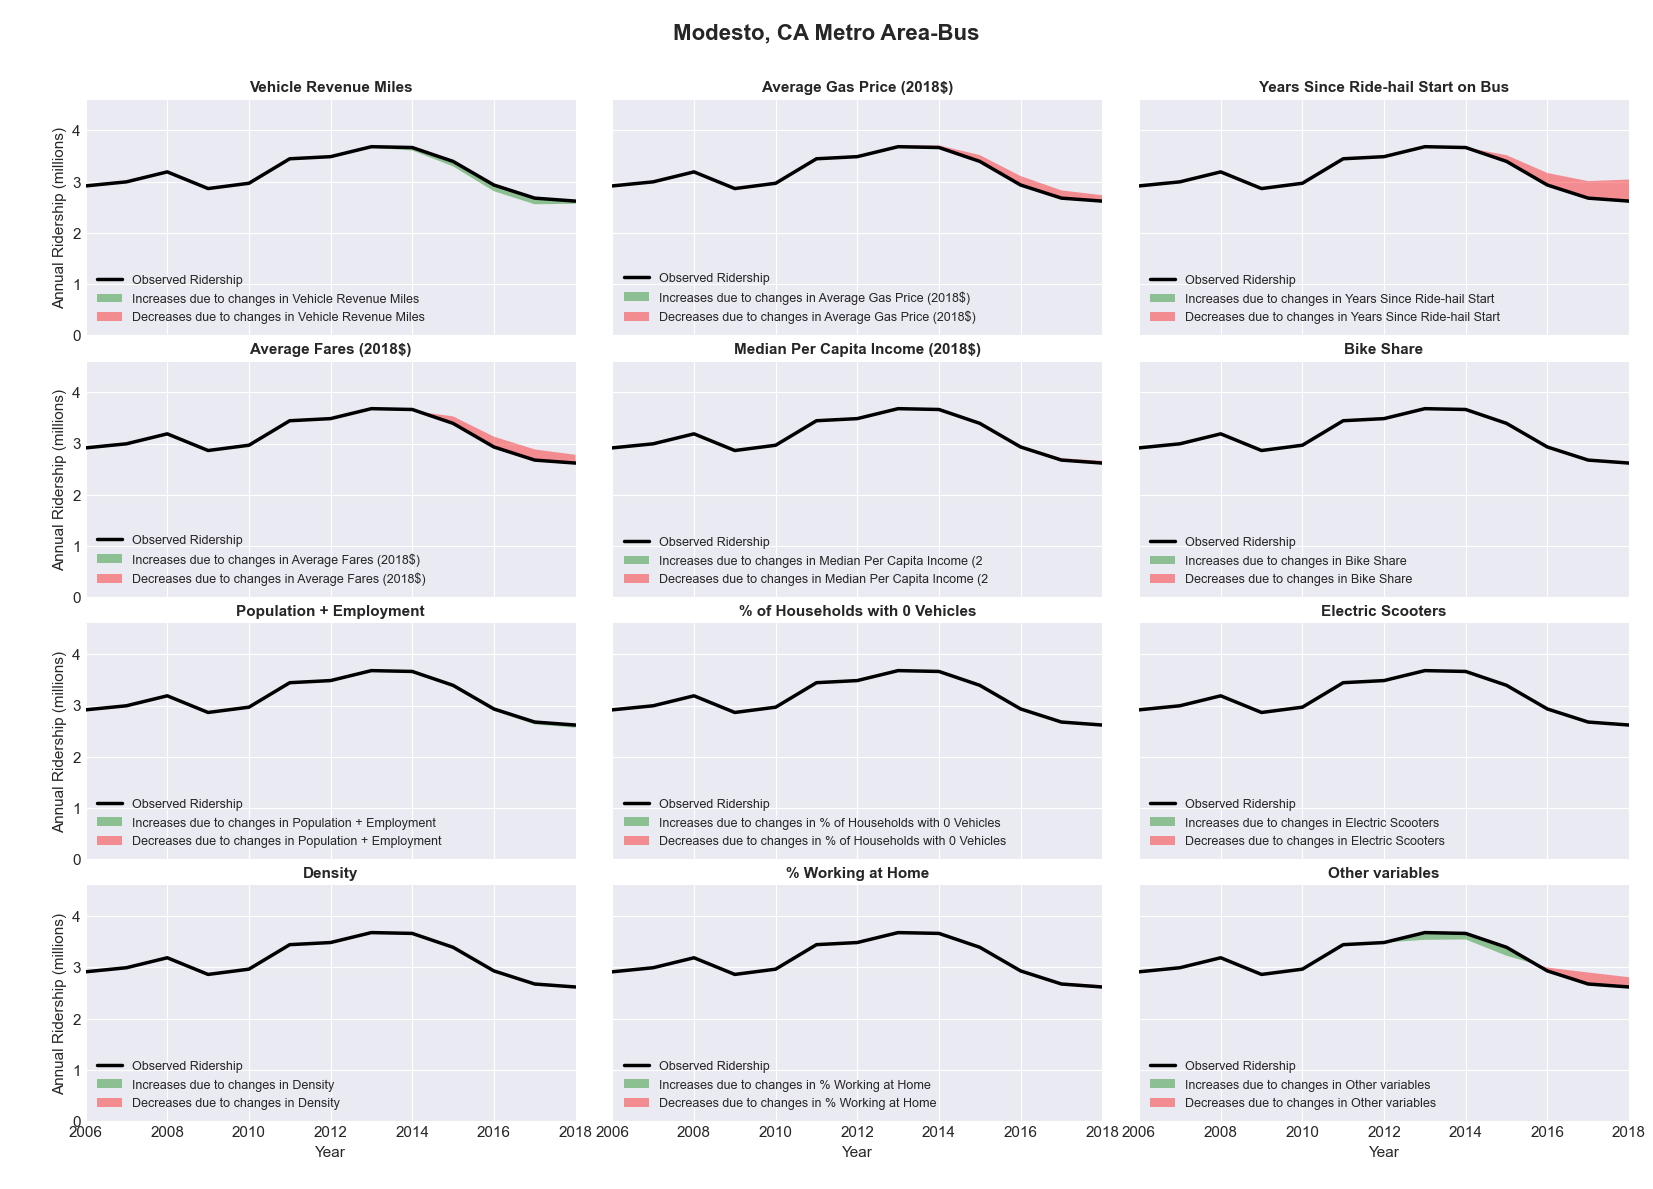 Modesto, CA Metro Area-Bus
Vehicle Revenue Miles
Annual Ridership (millions)
4
3
2
1
0
Observed Ridership
Increases due to changes in Vehicle Revenue Miles
Decreases due to changes in Vehicle Revenue Miles
Average Gas Price (2018$)
Observed Ridership
Increases due to changes in Average Gas Price (2018$)
Decreases due to changes in Average Gas Price (2018$)
Years Since Ride-hail Start on Bus
Observed Ridership
Increases due to changes in Years Since Ride-hail Start
Decreases due to changes in Years Since Ride-hail Start
Average Fares (2018$)
Annual Ridership (millions)
4
3
2
1
0
Observed Ridership
Increases due to changes in Average Fares (2018$)
Decreases due to changes in Average Fares (2018$)
Median Per Capita Income (2018$)
Observed Ridership
Increases due to changes in Median Per Capita Income (2
Decreases due to changes in Median Per Capita Income (2
Bike Share
Observed Ridership
Increases due to changes in Bike Share
Decreases due to changes in Bike Share
Population + Employment
Annual Ridership (millions)
4
3
2
1
0
Observed Ridership
Increases due to changes in Population + Employment
Decreases due to changes in Population + Employment
% of Households with 0 Vehicles
Observed Ridership
Increases due to changes in % of Households with 0 Vehicles
Decreases due to changes in % of Households with 0 Vehicles
Electric Scooters
Observed Ridership
Increases due to changes in Electric Scooters
Decreases due to changes in Electric Scooters
Density
Annual Ridership (millions)
4
3
2
1
0
Observed Ridership
Increases due to changes in Density
Decreases due to changes in Density
2006 2008 2010 2012 2014 2016 2018
Year
% Working at Home
Observed Ridership
Increases due to changes in % Working at Home
Decreases due to changes in % Working at Home
2006 2008 2010 2012 2014 2016 2018
Year
Other variables
Observed Ridership
Increases due to changes in Other variables
Decreases due to changes in Other variables
2006 2008 2010 2012 2014 2016 2018
Year